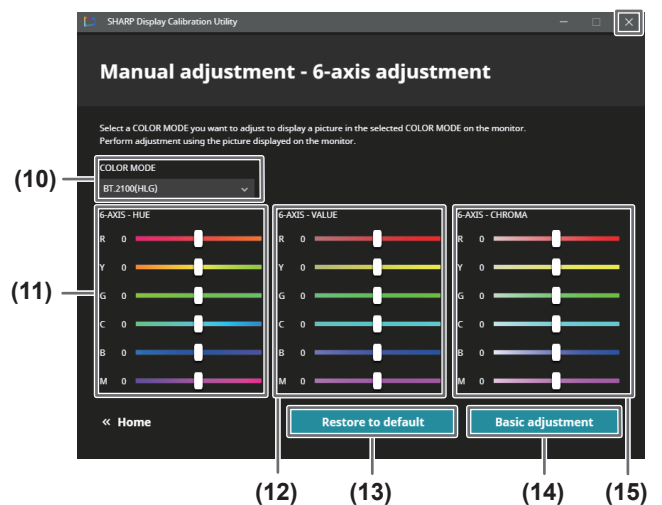 SHARP Display Calibration Utility
Manual adjustment - 6-axis adjustment
Select a COLOR MODE you want to adjust to display a picture in the selected COLOR MODE on the monitor.
Perform adjustment using the picture displayed on the monitor.
(10)
COLOR MODE
BT.2100(HLG)
(11)
6-AXIS - HUE
R 0
Y 0
G 0
C 0
B 0
M 0
6-AXIS - VALUE
R 0
Y 0
G 0
C 0
B 0
M 0
6-AXIS - CHROMA
R 0
Y 0
G 0
C 0
B 0
M 0
« Home
Restore to default
Basic adjustment
(12) (13) (14) (15)